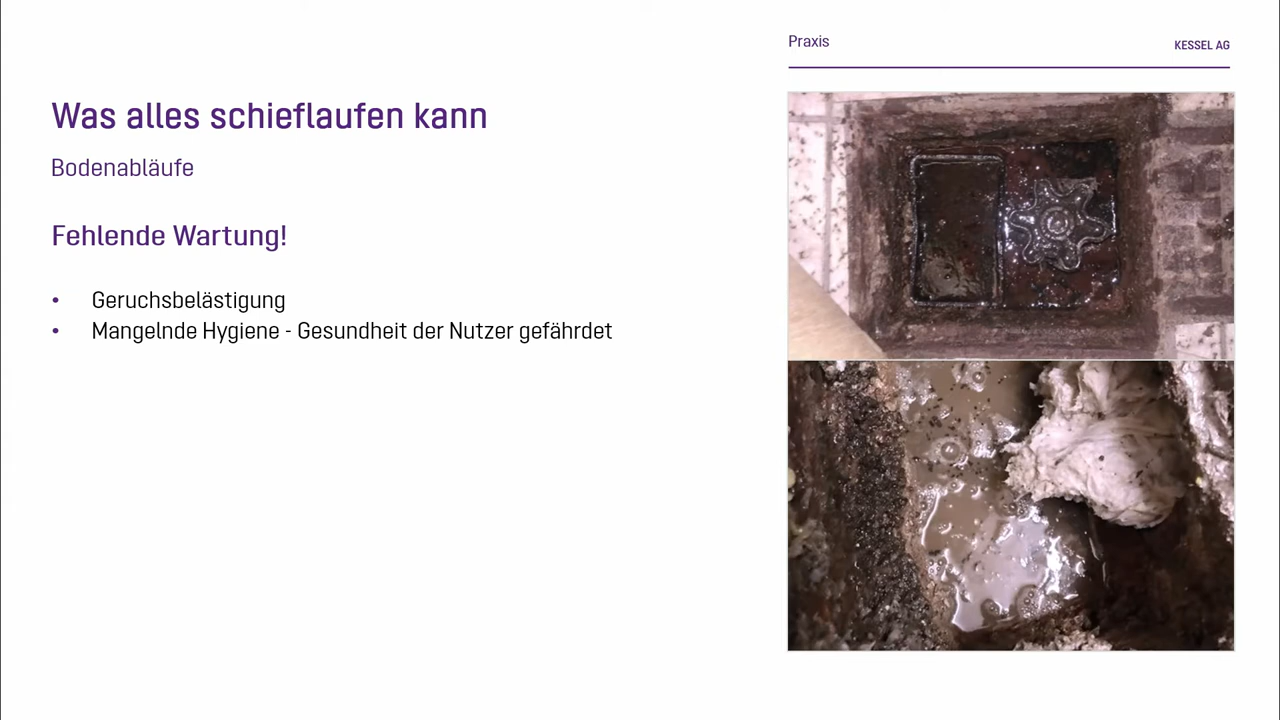 Praxis
KESSEL AG
Was alles schieflaufen kann
Bodenabläufe
Fehlende Wartung!
• Geruchsbelästigung
• Mangelnde Hygiene - Gesundheit der Nutzer gefährdet